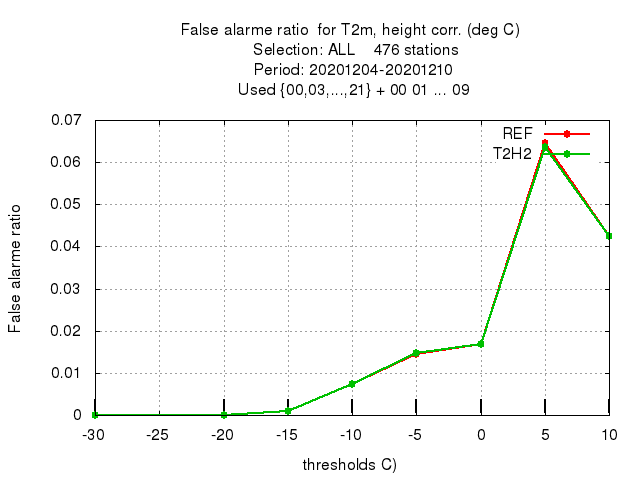 False alarme ratio  for T2m, height corr. (deg C)
Selection: ALL    476 stations
Period: 20201204-20201210
Used {00,03,...,21} + 00 01 ... 09
0.07
0.06
0.05
0.04
0.03
0.02
0.01
0
False alarme ratio
REF
T2H2
-30 -25 -20 -15 -10 -5 0 5 10
thresholds C)